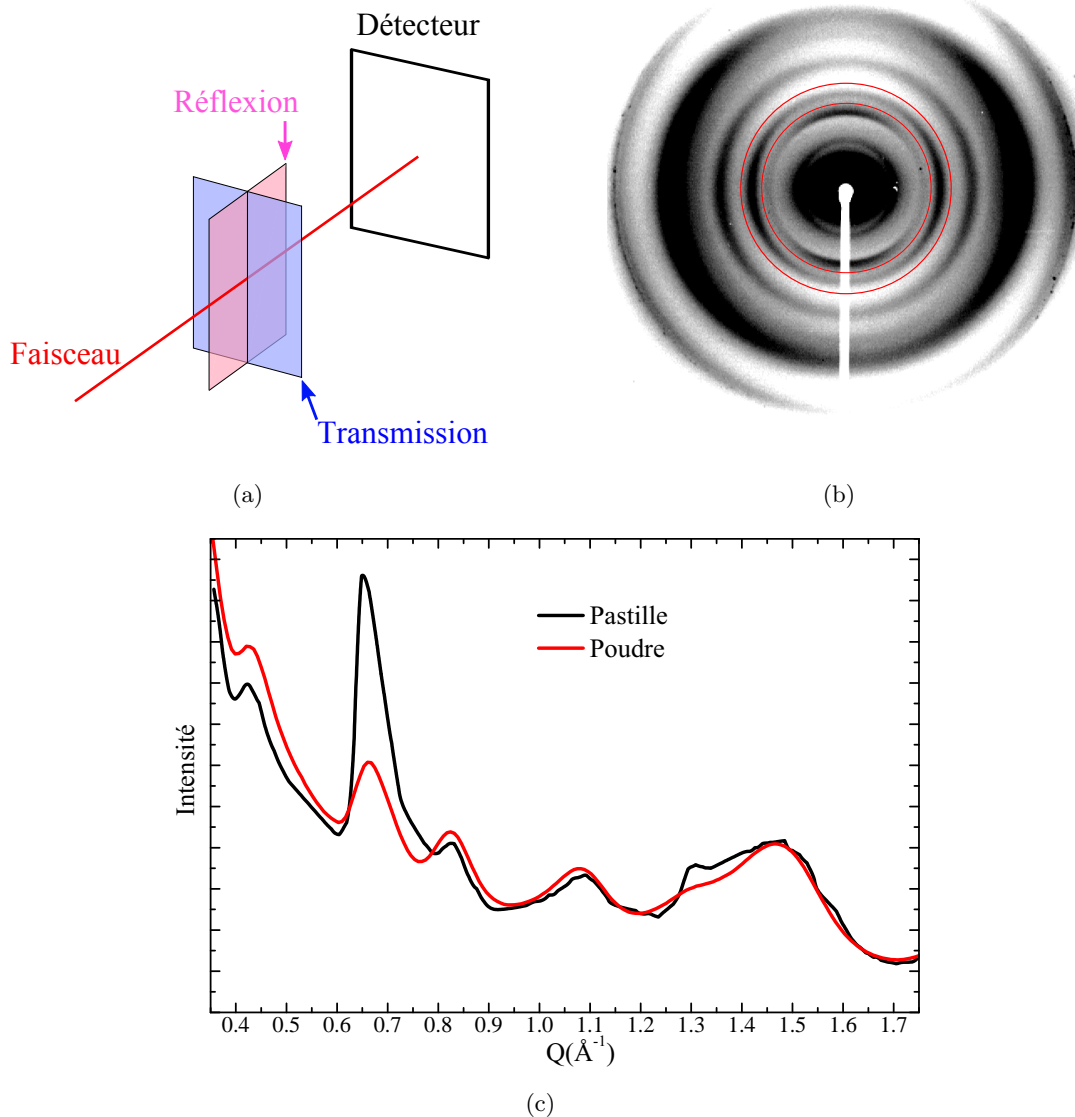 Détecteur
Réflexion
Faisceau
Transmission
(a)
(b)
Pastille
Poudre
Intensité
0.4 0.5 0.6 0.7 0.8 0.9 1.0 1.1 1.2 1.3 1.4 1.5 1.6 1.7
Q(Å⁻¹)
(c)